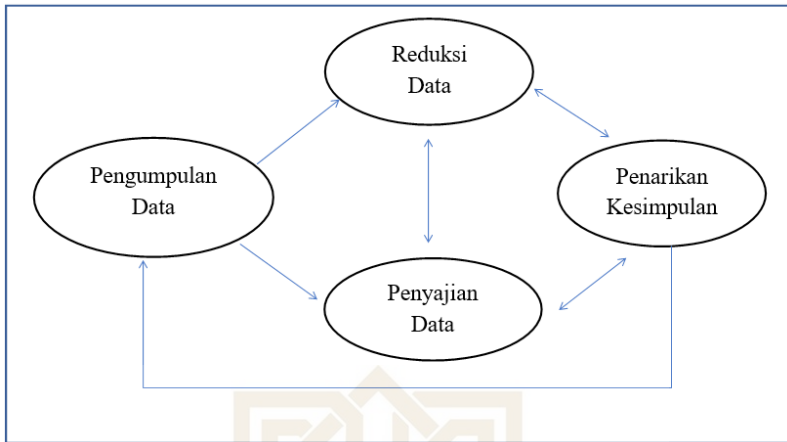 Reduksi
Data
Pengumpulan
Data
Penarikan
Kesimpulan
Penyajian
Data